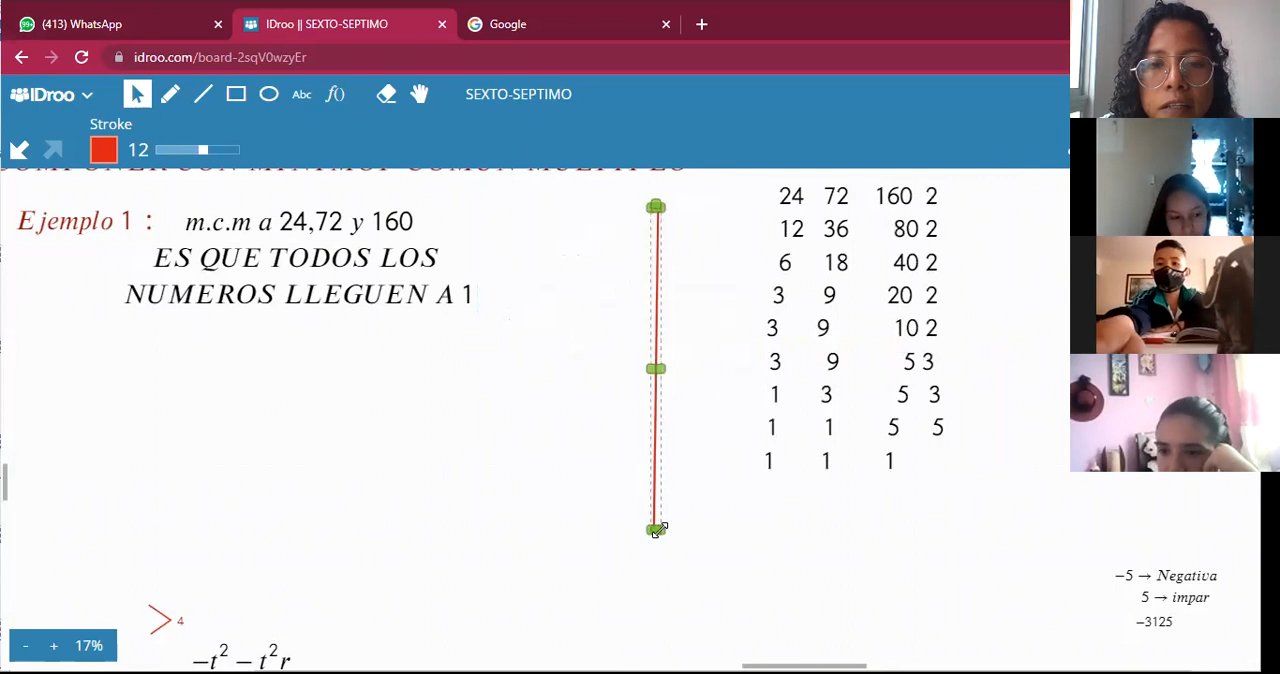 (413) WhatsApp
IDroo || SEXTO-SEPTIMO
Google
idroo.com/board-2sqV0wzyEr
IDroo
Abc
f()
SEXTO-SEPTIMO
Stroke
12
Ejemplo 1 : m.c.m a 24,72 y 160
ES QUE TODOS LOS
NUMEROS LLEGUEN A 1
24 72 160 2
12 36 80 2
6 18 40 2
3 9 20 2
3 9 10 2
3 9 5 3
1 3 5 3
1 1 5 5
1 1 1
−5 → Negativa
5 → impar
−3125
4
- + 17%
−t² − t²r